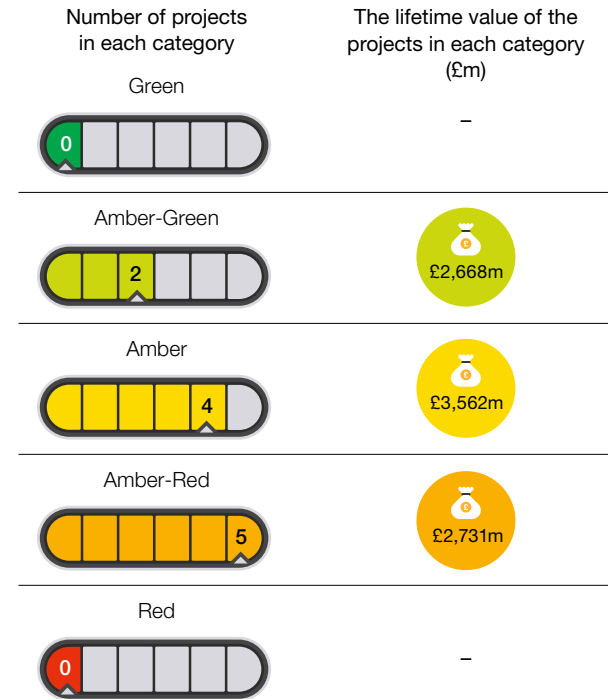 Number of projects
in each category
The lifetime value of the
projects in each category
(£m)
Green
0
–
Amber-Green
2
£
£2,668m
Amber
4
£
£3,562m
Amber-Red
5
£
£2,731m
Red
0
–